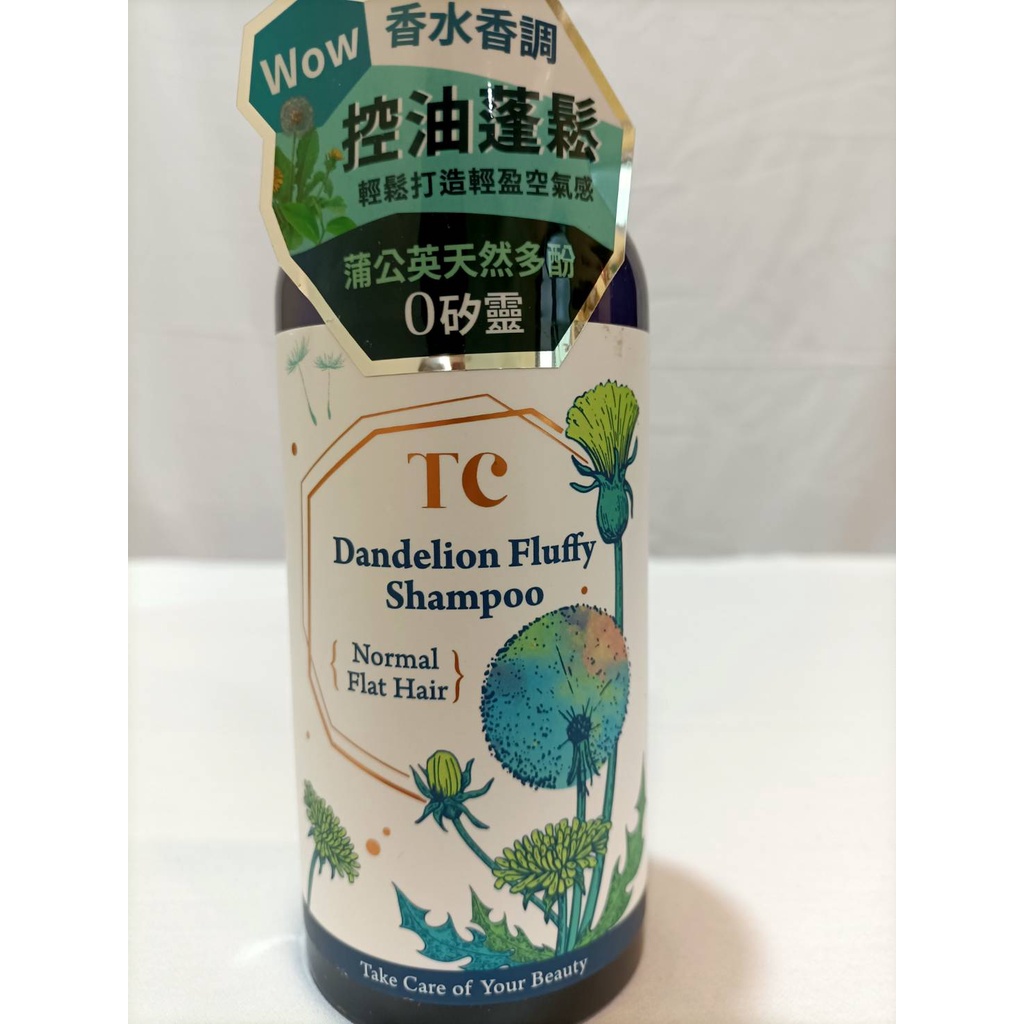 Wow
香水香調
控油蓬鬆
輕鬆打造輕盈空氣感
蒲公英天然多酚
0矽靈
TC
Dandelion Fluffy
Shampoo
{ Normal
Flat Hair }
Take Care of Your Beauty